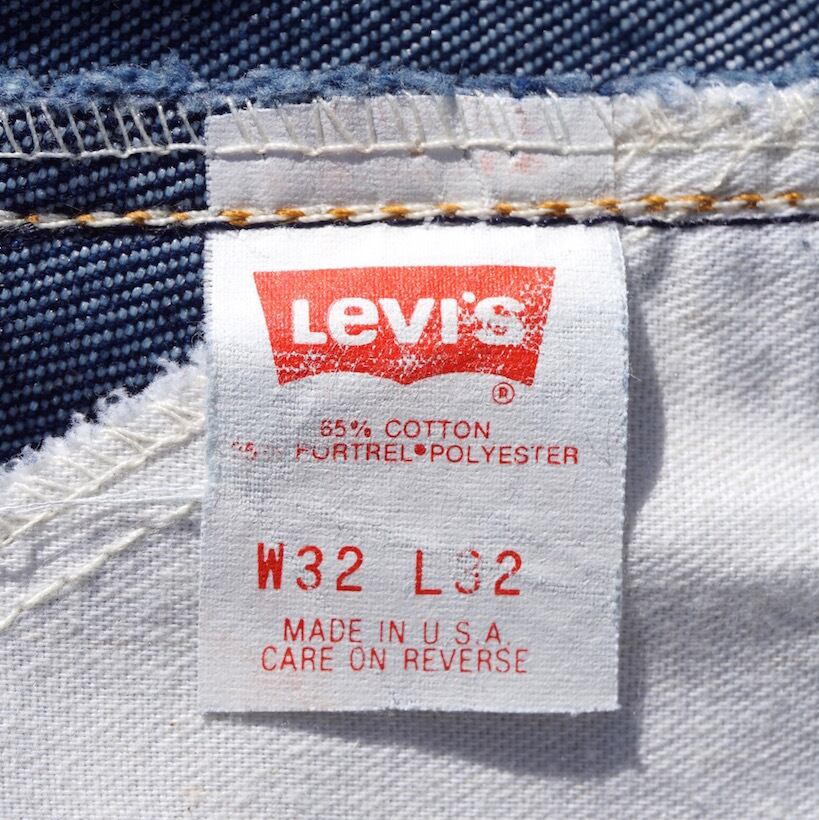 Levi's
®
65% COTTON
FORTREL®POLYESTER
W32 L32
MADE IN U.S.A.
CARE ON REVERSE